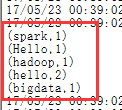 17/05/23 00:39:02
(spark,1)
(Hello,1)
(hadoop,1)
(hello,2)
(bigdata,1)
17/05/23 00:39:02